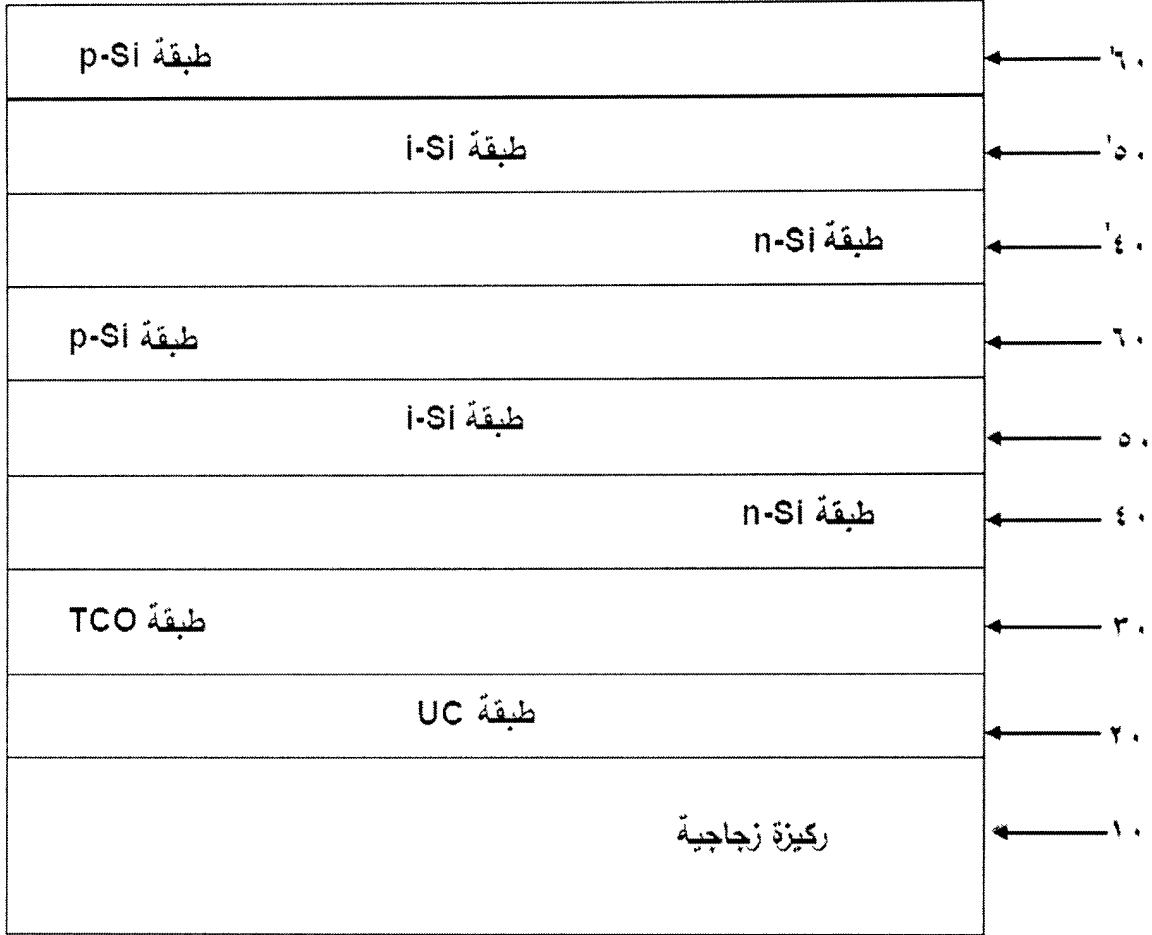 طبقة p-Si
'٦٠
طبقة i-Si
'٥٠
طبقة n-Si
'٤٠
طبقة p-Si
٦٠
طبقة i-Si
٥٠
طبقة n-Si
٤٠
طبقة TCO
٣٠
طبقة UC
٢٠
ركيزة زجاجية
١٠